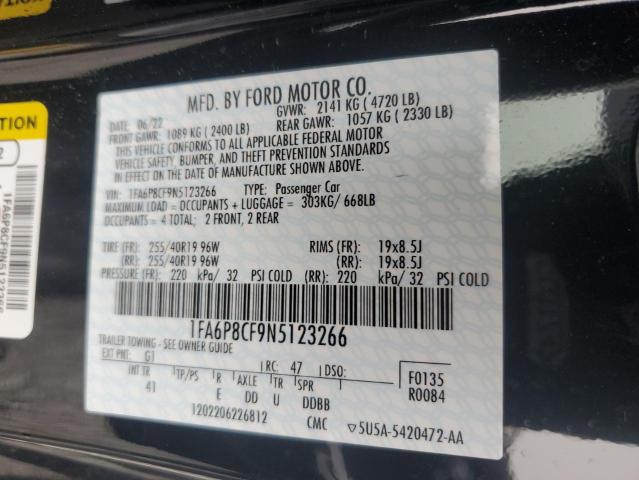 MFD. BY FORD MOTOR CO.
DATE: 06/22 GVWR: 2141 KG ( 4720 LB)
FRONT GAWR: 1089 KG ( 2400 LB) REAR GAWR: 1057 KG ( 2330 LB)
THIS VEHICLE CONFORMS TO ALL APPLICABLE FEDERAL MOTOR
VEHICLE SAFETY, BUMPER, AND THEFT PREVENTION STANDARDS
IN EFFECT ON THE DATE OF MANUFACTURE SHOWN ABOVE.
VIN: 1FA6P8CF9N5123266 TYPE: Passenger Car
MAXIMUM LOAD = OCCUPANTS + LUGGAGE = 303KG/ 668LB
OCCUPANTS = 4 TOTAL; 2 FRONT, 2 REAR
TIRE (FR): 255/40R19 96W RIMS (FR): 19x8.5J
(RR): 255/40R19 96W (RR): 19x8.5J
PRESSURE (FR): 220 kPa/ 32 PSI COLD (RR): 220 kPa/ 32 PSI COLD
1FA6P8CF9N5123266
TRAILER TOWING - SEE OWNER GUIDE
EXT PNT: G1 RC: 47 DSO:
INT TR TP/PS R AXLE TR SPR
41 E DD U DDBB
F0135
R0084
1202206226812 CMC ▽5U5A-5420472-AA
TION
1FA6P8CF9N5123266